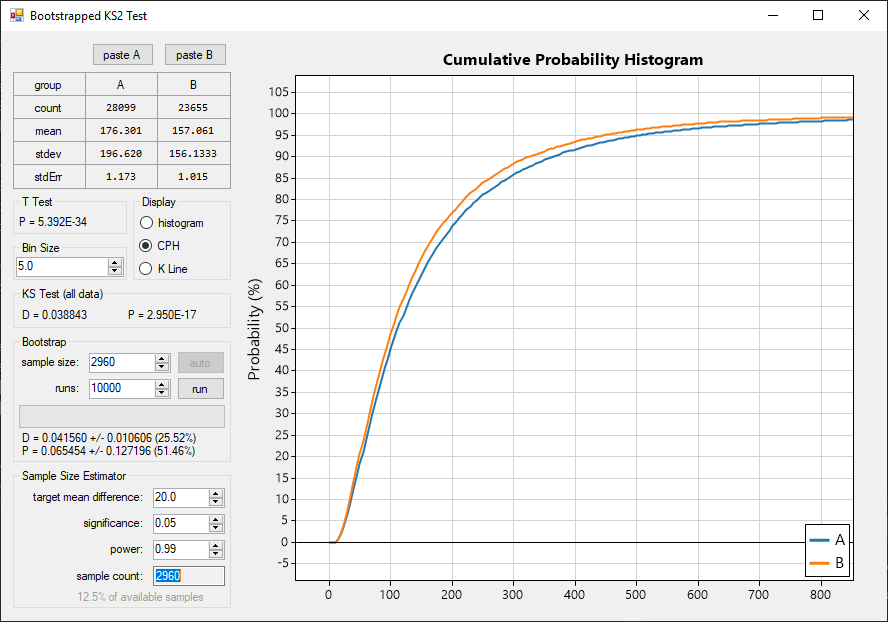 Bootstrapped KS2 Test
paste A paste B
group A B
count 28099 23655
mean 176.301 157.061
stdev 196.620 156.1333
stdErr 1.173 1.015
T Test
P = 5.392E-34
Display
histogram
CPH
K Line
Bin Size
5.0
KS Test (all data)
D = 0.038843 P = 2.950E-17
Bootstrap
sample size: 2960 auto
runs: 10000 run
D = 0.041560 +/- 0.010606 (25.52%)
P = 0.065454 +/- 0.127196 (51.46%)
Sample Size Estimator
target mean difference: 20.0
significance: 0.05
power: 0.99
sample count: 2960
12.5% of available samples
Cumulative Probability Histogram
Probability (%)
105
100
95
90
85
80
75
70
65
60
55
50
45
40
35
30
25
20
15
10
5
0
-5
0 100 200 300 400 500 600 700 800
A
B